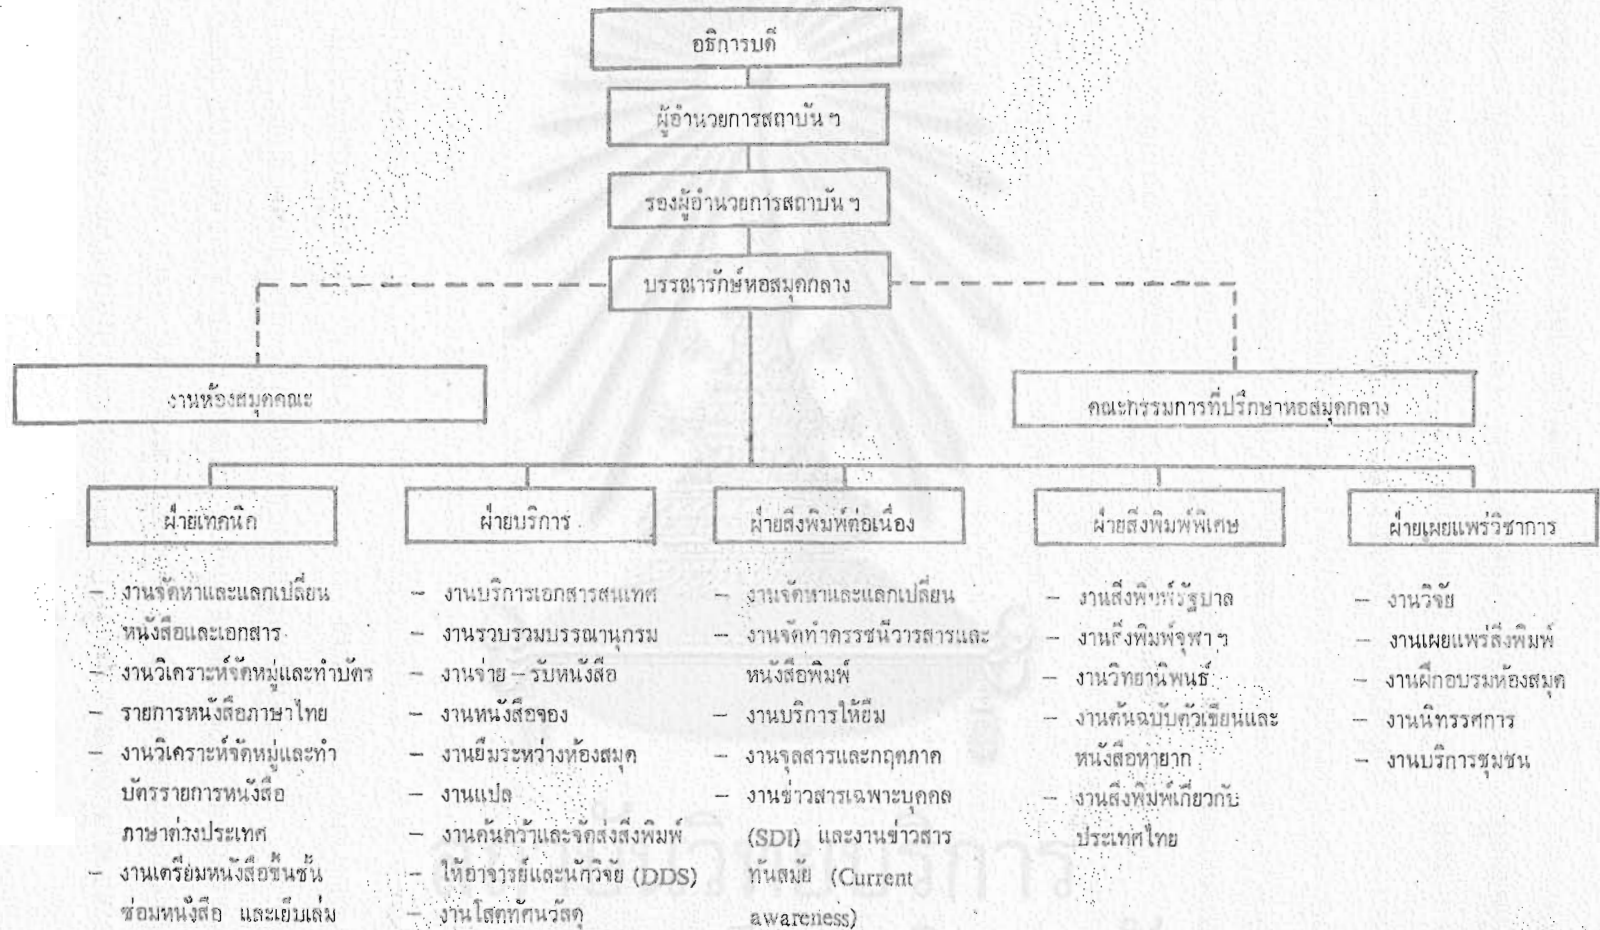 อธิการบดี
ผู้อำนวยการสถาบัน ฯ
รองผู้อำนวยการสถาบัน ฯ
บรรณารักษ์หอสมุดกลาง
งานห้องสมุดคณะ
คณะกรรมการที่ปรึกษาหอสมุดกลาง
ฝ่ายเทคนิค
– งานจัดหาและแลกเปลี่ยน
หนังสือและเอกสาร
– งานวิเคราะห์จัดหมู่และทำบัตร
– รายการหนังสือภาษาไทย
– งานวิเคราะห์จัดหมู่และทำ
บัตรรายการหนังสือ
ภาษาต่างประเทศ
– งานเตรียมหนังสือขึ้นชั้น
ซ่อมหนังสือ และเย็บเล่ม
ฝ่ายบริการ
– งานบริการเอกสารสนเทศ
– งานรวบรวมบรรณานุกรม
– งานจ่าย – รับหนังสือ
– งานหนังสือจอง
– งานยืมระหว่างห้องสมุด
– งานแปล
– งานค้นคว้าและจัดส่งสิ่งพิมพ์
– ให้อาจารย์และนักวิจัย (DDS)
– งานโสตทัศนวัสดุ
ฝ่ายสิ่งพิมพ์ต่อเนื่อง
– งานจัดหาและแลกเปลี่ยน
– งานจัดทำดรรชนีวารสารและ
หนังสือพิมพ์
– งานบริการให้ยืม
– งานจุลสารและกฤตภาค
– งานข่าวสารเฉพาะบุคคล
(SDI) และงานข่าวสาร
ทันสมัย (Current
awareness)
ฝ่ายสิ่งพิมพ์พิเศษ
– งานสิ่งพิมพ์รัฐบาล
– งานสิ่งพิมพ์จุฬา ฯ
– งานวิทยานิพนธ์
– งานต้นฉบับตัวเขียนและ
หนังสือหายาก
– งานสิ่งพิมพ์เกี่ยวกับ
ประเทศไทย
ฝ่ายเผยแพร่วิชาการ
– งานวิจัย
– งานเผยแพร่สิ่งพิมพ์
– งานฝึกอบรมห้องสมุด
– งานนิทรรศการ
– งานบริการชุมชน